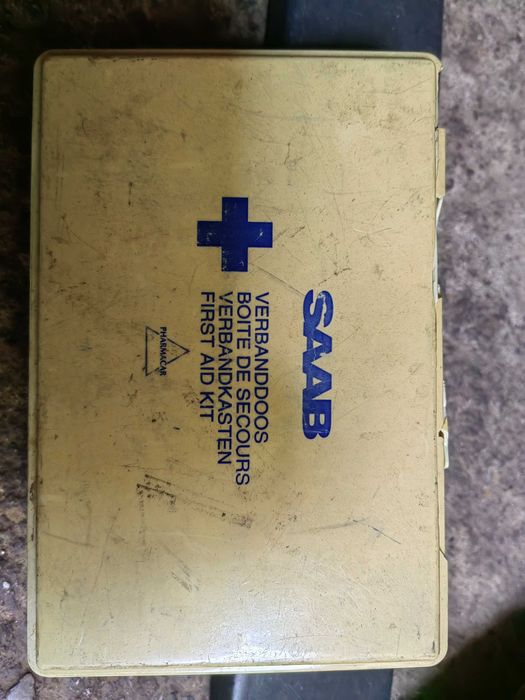 SAAB
VERBANDDOOS
BOITE DE SECOURS
VERBANDKASTEN
FIRST AID KIT
PHARMACAR